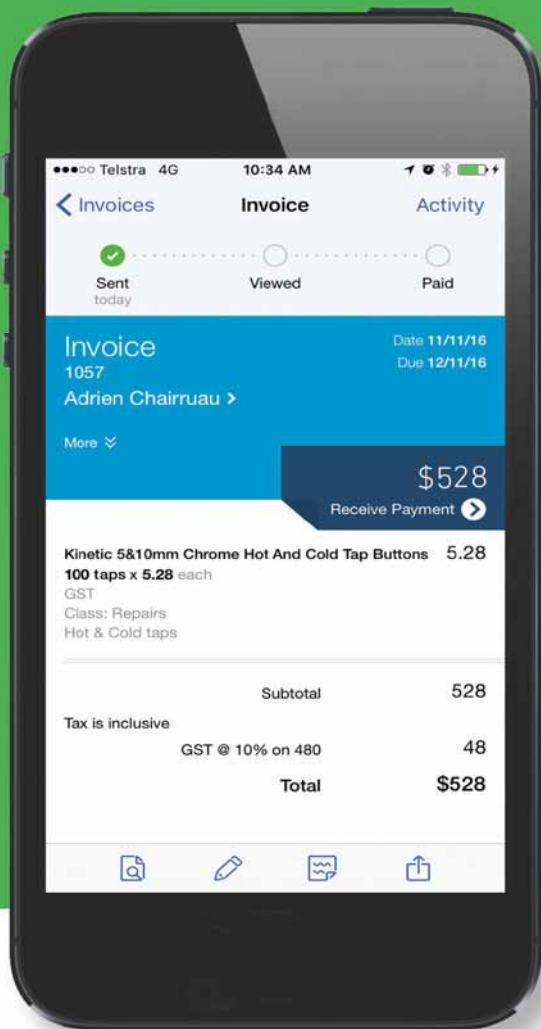 Telstra 4G 10:34 AM
Invoices Invoice Activity
Sent Viewed Paid
today
Invoice Date 11/11/16
1057 Due 12/11/16
Adrien Chairruau >
More
$528
Receive Payment
Kinetic 5&10mm Chrome Hot And Cold Tap Buttons 5.28
100 taps x 5.28 each
GST
Class: Repairs
Hot & Cold taps
Subtotal 528
Tax is inclusive
GST @ 10% on 480 48
Total $528